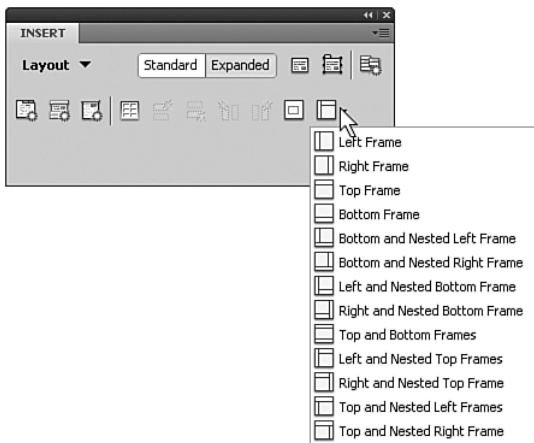 INSERT
Layout
Standard Expanded
Left Frame
Right Frame
Top Frame
Bottom Frame
Bottom and Nested Left Frame
Bottom and Nested Right Frame
Left and Nested Bottom Frame
Right and Nested Bottom Frame
Top and Bottom Frames
Left and Nested Top Frames
Right and Nested Top Frame
Top and Nested Left Frames
Top and Nested Right Frame